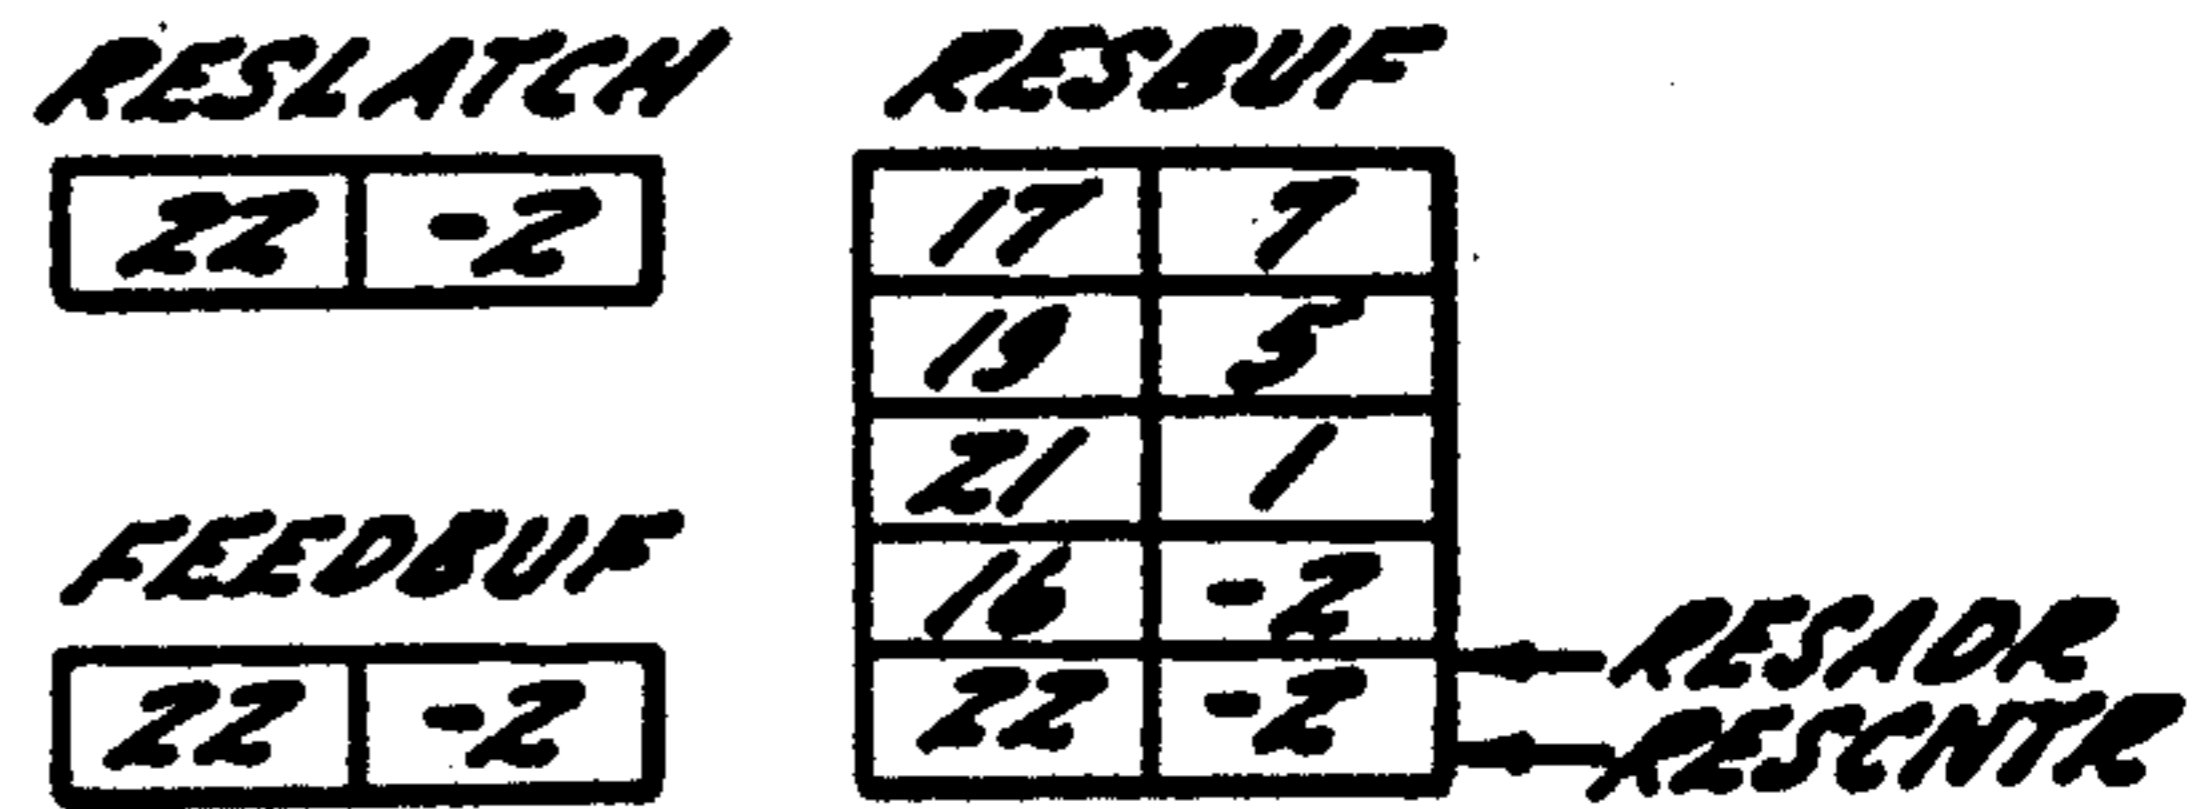 RESLATCH
22 -2
FEEDBUF
22 -2
RESBUF
17 7
19 5
21 1
16 -2
22 -2
RESADR
RESCNTR